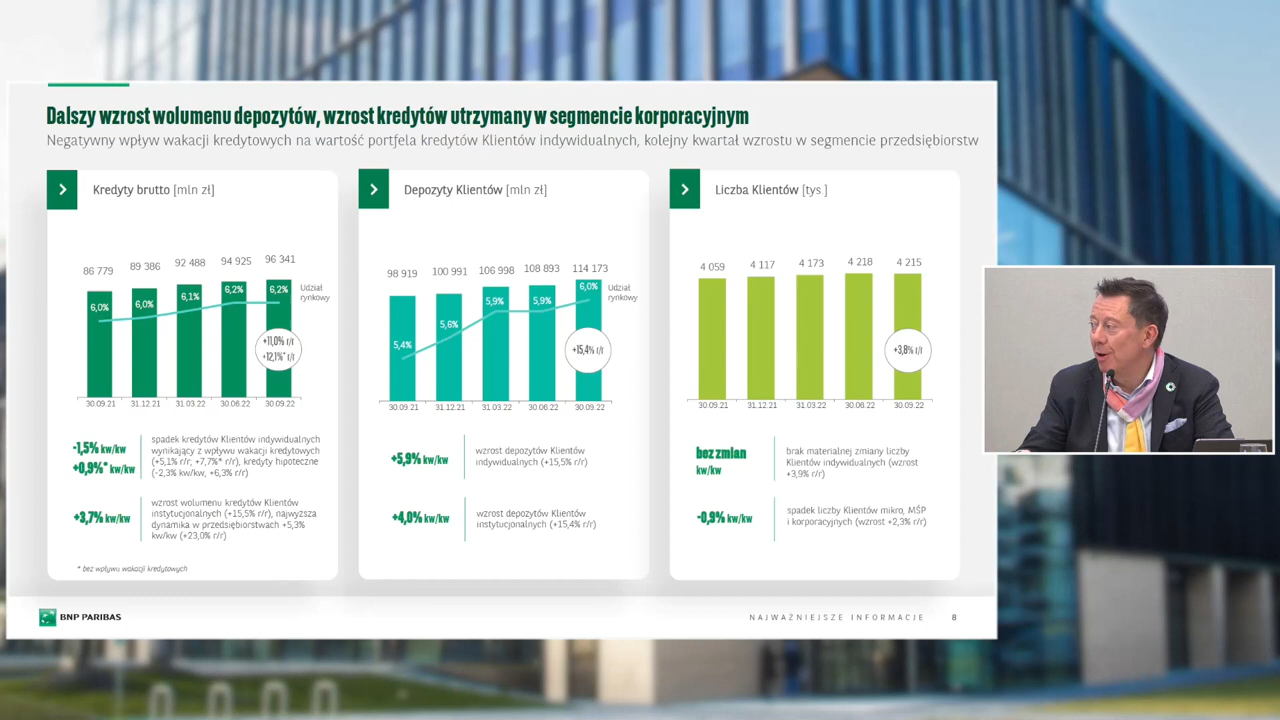 Dalszy wzrost wolumenu depozytów, wzrost kredytów utrzymany w segmencie korporacyjnym
Negatywny wpływ wakacji kredytowych na wartość portfela kredytów Klientów indywidualnych, kolejny kwartał wzrostu w segmencie przedsiębiorstw
Kredyty brutto [mln zł]
86 779
89 386
92 488
94 925
96 341
6,0%
6,0%
6,1%
6,2%
6,2%
Udział
rynkowy
+11,0% r/r
+12,1%* r/r
30.09.21
31.12.21
31.03.22
30.06.22
30.09.22
-1,5% kw/kw
+0,9%* kw/kw
spadek kredytów Klientów indywidualnych
wynikający z wpływu wakacji kredytowych
(+5,1% r/r, +7,7%* r/r), kredyty hipoteczne
(-2,3% kw/kw, +6,3% r/r)
+3,7% kw/kw
wzrost wolumenu kredytów Klientów
instytucjonalnych (+15,5% r/r), najwyższa
dynamika w przedsiębiorstwach +5,3%
kw/kw (+23,0% r/r)
* bez wpływu wakacji kredytowych
Depozyty Klientów [mln zł]
98 919
100 991
106 998
108 893
114 173
5,4%
5,6%
5,9%
5,9%
6,0%
Udział
rynkowy
+15,4% r/r
30.09.21
31.12.21
31.03.22
30.06.22
30.09.22
+5,9% kw/kw
wzrost depozytów Klientów
indywidualnych (+15,5% r/r)
+4,0% kw/kw
wzrost depozytów Klientów
instytucjonalnych (+15,4% r/r)
Liczba Klientów [tys.]
4 059
4 117
4 173
4 218
4 215
+3,8% r/r
30.09.21
31.12.21
31.03.22
30.06.22
30.09.22
bez zmian
kw/kw
brak materialnej zmiany liczby
Klientów indywidualnych (wzrost
+3,9% r/r)
-0,9% kw/kw
spadek liczby Klientów mikro, MŚP
i korporacyjnych (wzrost +2,3% r/r)
BNP PARIBAS
NAJWAŻNIEJSZE INFORMACJE 8